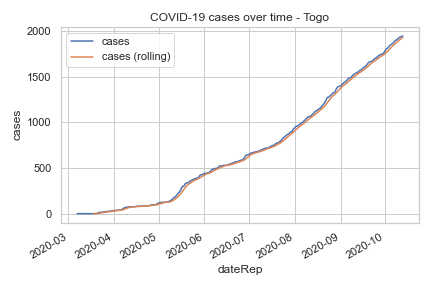 COVID-19 cases over time - Togo
cases
cases (rolling)
2000
1500
1000
500
0
cases
2020-03
2020-04
2020-05
2020-06
2020-07
2020-08
2020-09
2020-10
dateRep